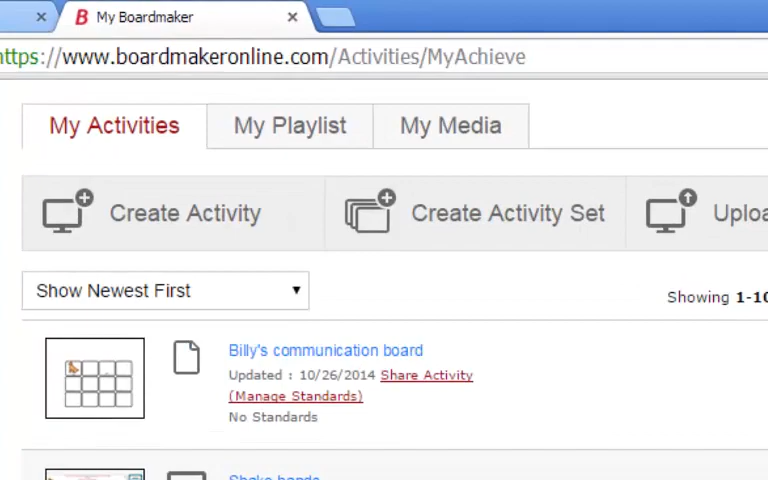 My Boardmaker
https://www.boardmakeronline.com/Activities/MyAchieve
My Activities
My Playlist
My Media
Create Activity
Create Activity Set
Show Newest First
Showing 1-10
Billy's communication board
Updated : 10/26/2014 Share Activity
(Manage Standards)
No Standards